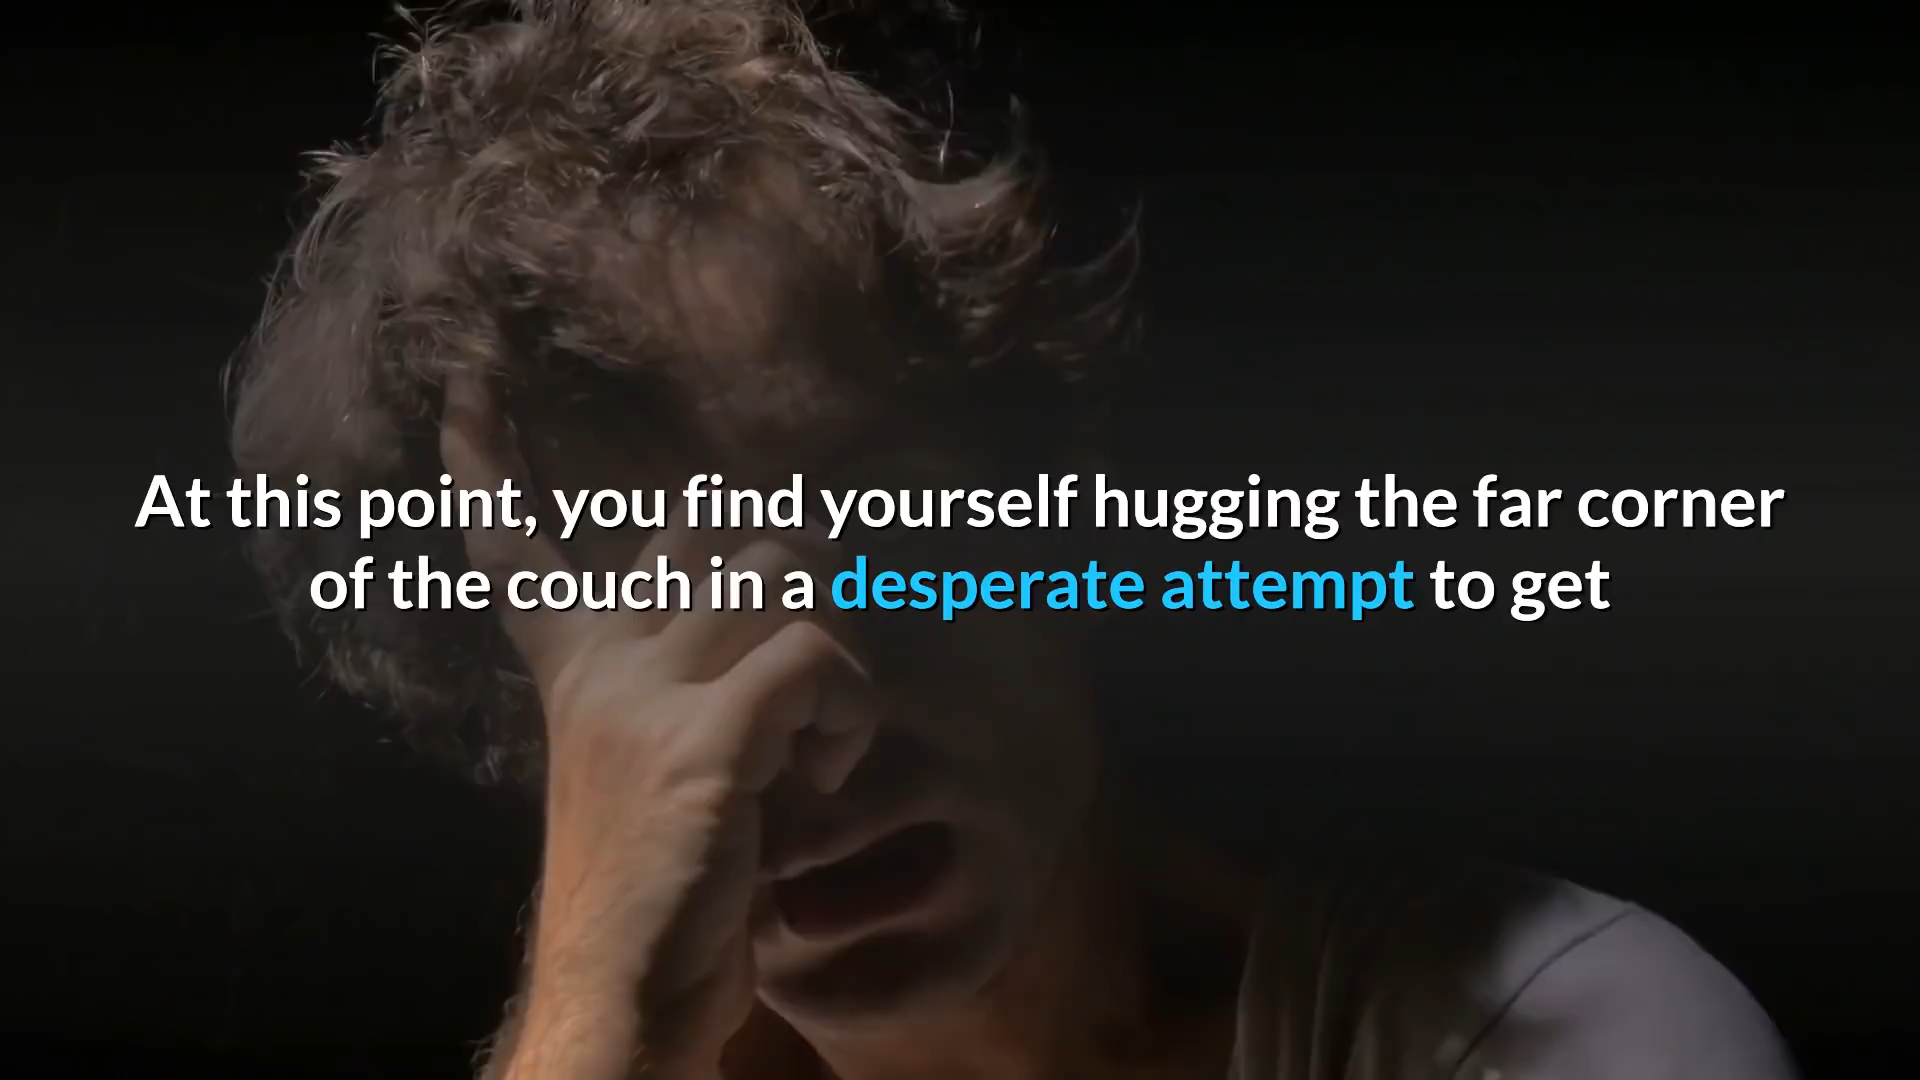 At this point, you find yourself hugging the far corner
of the couch in a desperate attempt to get